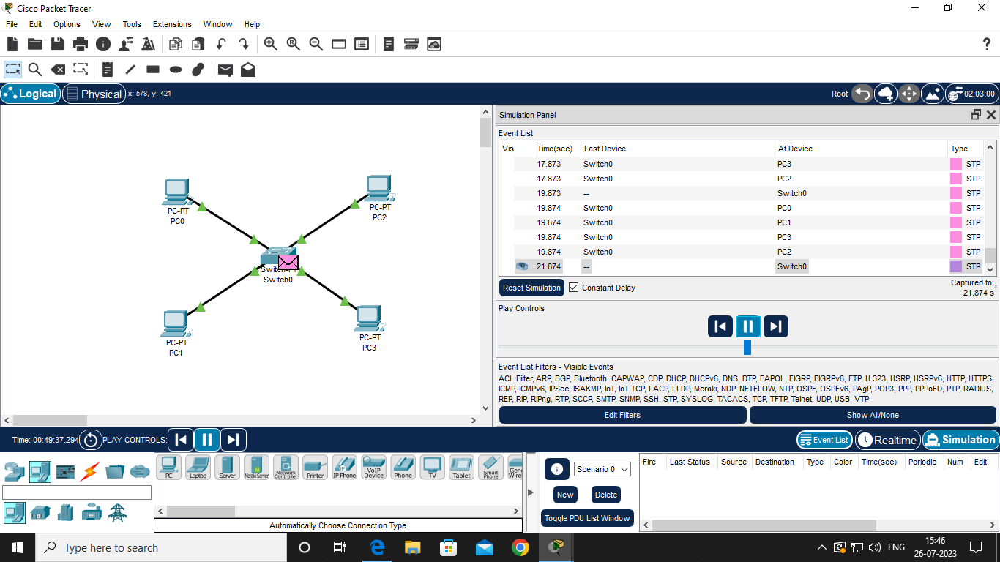 Cisco Packet Tracer
File Edit Options View Tools Extensions Window Help
?
Logical Physical x: 578, y: 421 Root 02:03:00
PC-PT
PC0
PC-PT
PC2
Switch0
PC-PT
PC1
PC-PT
PC3
Simulation Panel
Event List
Vis. Time(sec) Last Device At Device Type
17.873 Switch0 PC3 STP
17.873 Switch0 PC2 STP
19.873 -- Switch0 STP
19.874 Switch0 PC0 STP
19.874 Switch0 PC1 STP
19.874 Switch0 PC3 STP
19.874 Switch0 PC2 STP
21.874 -- Switch0 STP
Reset Simulation Constant Delay Captured to:
21.874 s
Play Controls
Event List Filters - Visible Events
ACL Filter, ARP, BGP, Bluetooth, CAPWAP, CDP, DHCP, DHCPv6, DNS, DTP, EAPOL, EIGRP, EIGRPv6, FTP, H.323, HSRP, HSRPv6, HTTP, HTTPS,
ICMP, ICMPv6, IPSec, ISAKMP, IoT, IoT TCP, LACP, LLDP, Meraki, NDP, NETFLOW, NTP, OSPF, OSPFv6, PAgP, POP3, PPP, PPPoED, PTP, RADIUS,
REP, RIP, RIPng, RTP, SCCP, SMTP, SNMP, SSH, STP, SYSLOG, TACACS, TCP, TFTP, Telnet, UDP, USB, VTP
Edit Filters Show All/None
Time: 00:49:37.294 PLAY CONTROLS: Event List Realtime Simulation
PC Laptop Server Meraki Server Network Controller Printer IP Phone VoIP Device Phone TV Tablet Smart Phone
Automatically Choose Connection Type
Scenario 0
New Delete
Toggle PDU List Window
Fire Last Status Source Destination Type Color Time(sec) Periodic Num Edit
Type here to search
ENG
15:46
26-07-2023